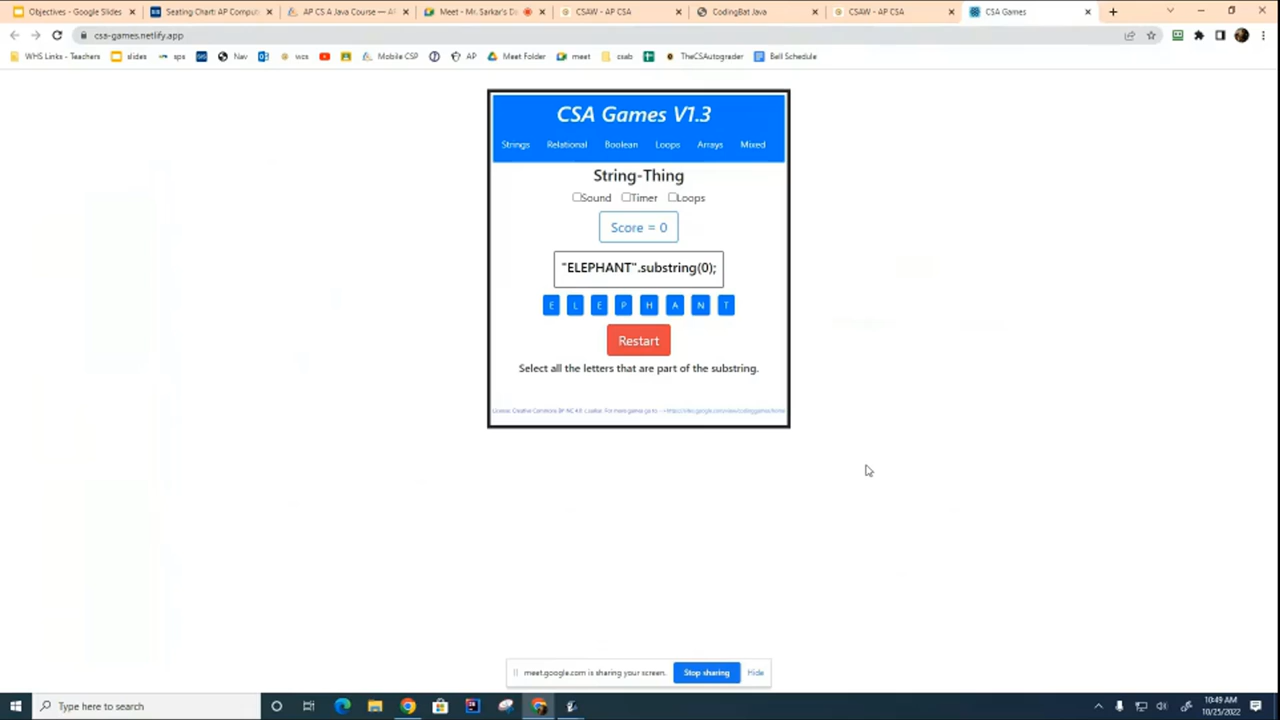 Objectives - Google Slides
Seating Chart: AP Comput
AP CS A Java Course — A
Meet - Mr. Sarkar's D
CSAW - AP CSA
CodingBat Java
CSAW - AP CSA
CSA Games
csa-games.netlify.app
WHS Links - Teachers
slides
sps
Nav
wcs
Mobile CSP
AP
Meet Folder
meet
csab
TheCSAutograder
Bell Schedule
CSA Games V1.3
Strings Relational Boolean Loops Arrays Mixed
String-Thing
Sound Timer Loops
Score = 0
"ELEPHANT".substring(0);
E L E P H A N T
Restart
Select all the letters that are part of the substring.
meet.google.com is sharing your screen. Stop sharing Hide
Type here to search
10:49 AM
10/25/2022